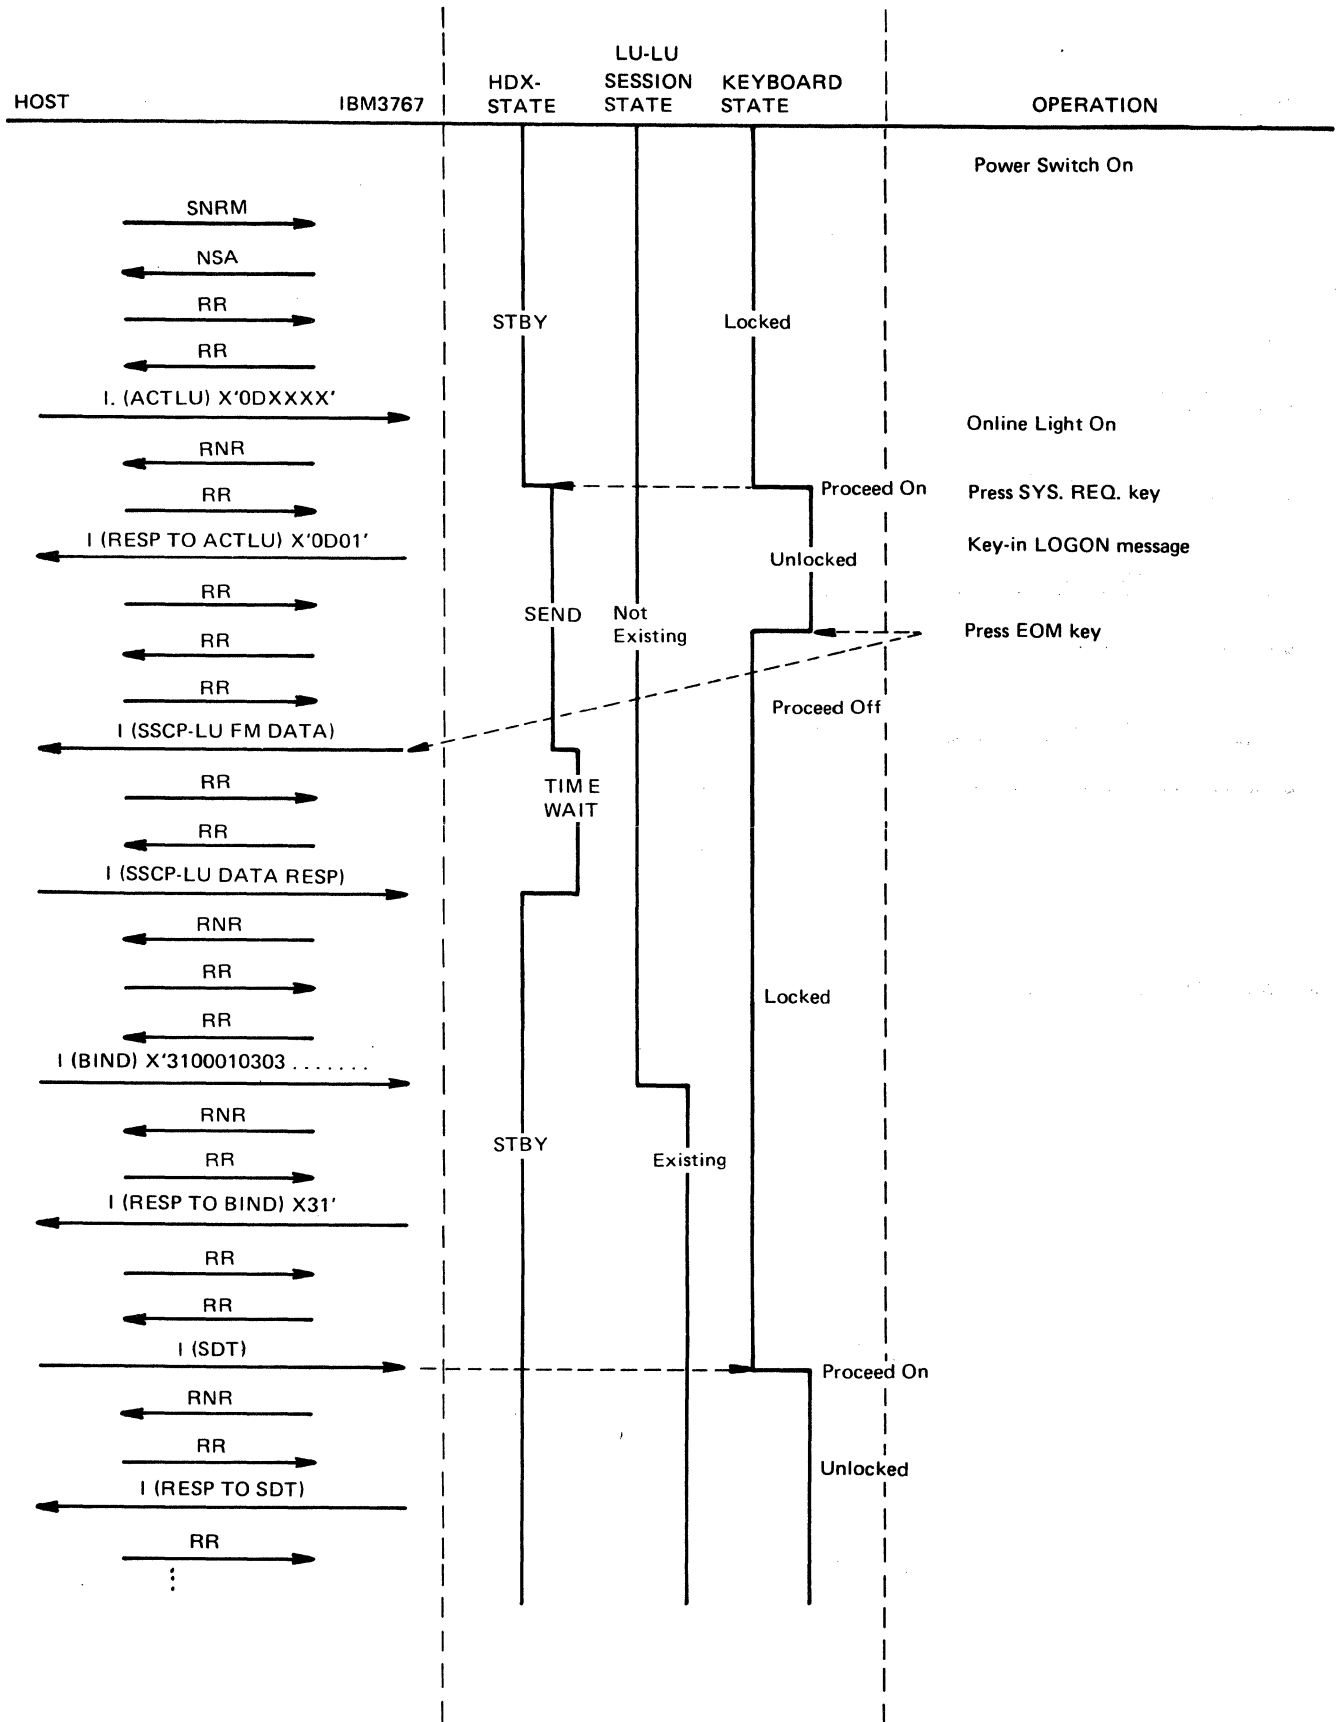 LU-LU
HDX- SESSION KEYBOARD
HOST IBM3767 STATE STATE STATE OPERATION
Power Switch On
SNRM
NSA
RR
STBY Locked
RR
I. (ACTLU) X'0DXXXX'
Online Light On
RNR
RR Proceed On Press SYS. REQ. key
I (RESP TO ACTLU) X'0D01' Key-in LOGON message
Unlocked
RR
SEND Not
Existing Press EOM key
RR
RR
Proceed Off
I (SSCP-LU FM DATA)
RR TIME
WAIT
RR
I (SSCP-LU DATA RESP)
RNR
RR
Locked
RR
I (BIND) X'3100010303 .......
RNR
STBY
RR Existing
I (RESP TO BIND) X31'
RR
RR
I (SDT)
Proceed On
RNR
RR
Unlocked
I (RESP TO SDT)
RR